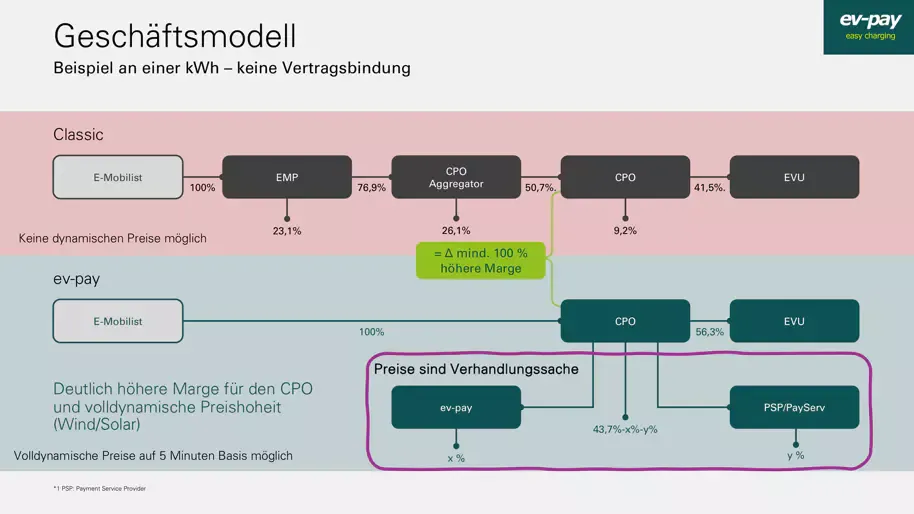 ev-pay
easy charging
Geschäftsmodell
Beispiel an einer kWh – keine Vertragsbindung
Classic
E-Mobilist
100%
EMP
76,9%
CPO
Aggregator
50,7%.
CPO
41,5%.
EVU
23,1%
26,1%
9,2%
Keine dynamischen Preise möglich
= Δ mind. 100 %
höhere Marge
ev-pay
E-Mobilist
100%
CPO
56,3%
EVU
Preise sind Verhandlungssache
Deutlich höhere Marge für den CPO
und volldynamische Preishoheit
(Wind/Solar)
ev-pay
43,7%-x%-y%
PSP/PayServ
x %
y %
Volldynamische Preise auf 5 Minuten Basis möglich
*1 PSP: Payment Service Provider